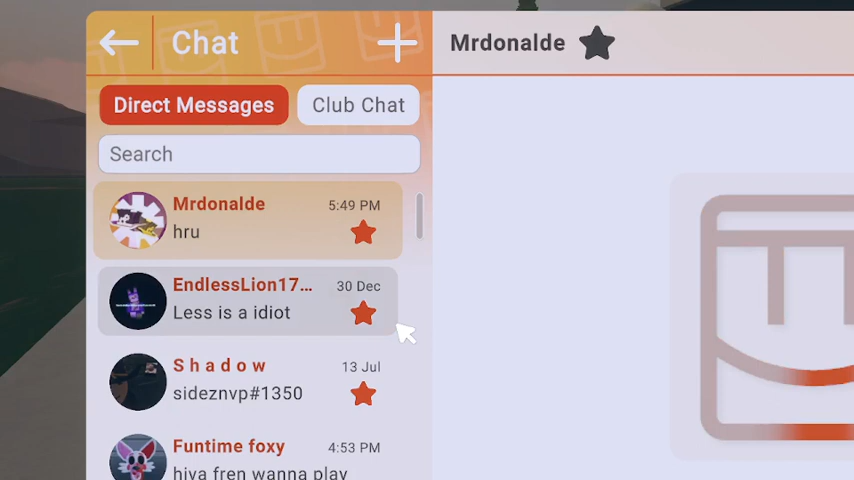 Chat
Mrdonalde
Direct Messages
Club Chat
Search
Mrdonalde 5:49 PM
hru
EndlessLion17... 30 Dec
Less is a idiot
S h a d o w 13 Jul
sideznvp#1350
Funtime foxy 4:53 PM
hiya fren wanna play